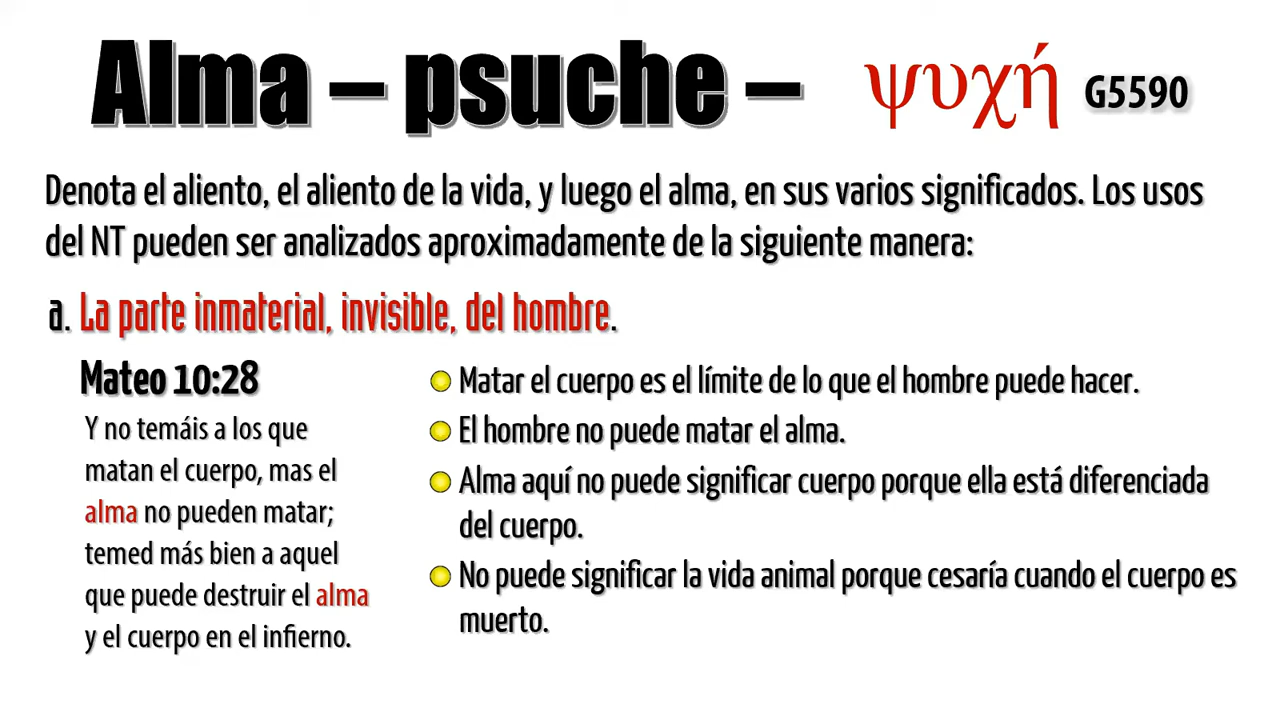 Alma – psuche – ψυχή G5590
Denota el aliento, el aliento de la vida, y luego el alma, en sus varios significados. Los usos
del NT pueden ser analizados aproximadamente de la siguiente manera:
a. La parte inmaterial, invisible, del hombre.
Mateo 10:28
Y no temáis a los que
matan el cuerpo, mas el
alma no pueden matar;
temed más bien a aquel
que puede destruir el alma
y el cuerpo en el infierno.
Matar el cuerpo es el límite de lo que el hombre puede hacer.
El hombre no puede matar el alma.
Alma aquí no puede significar cuerpo porque ella está diferenciada
del cuerpo.
No puede significar la vida animal porque cesaría cuando el cuerpo es
muerto.